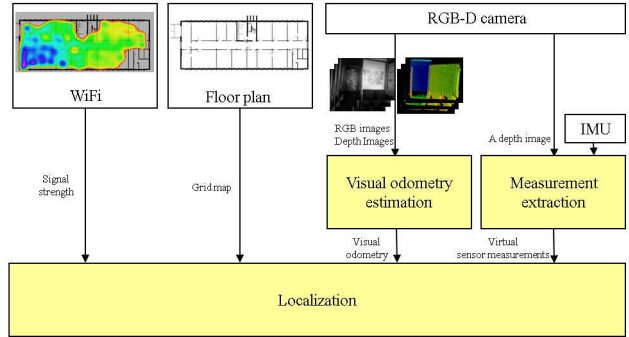 RGB-D camera
WiFi
Floor plan
RGB images
Depth Images
A depth image
IMU
Signal
strength
Grid map
Visual odometry
estimation
Measurement
extraction
Visual
odometry
Virtual
sensor measurements
Localization